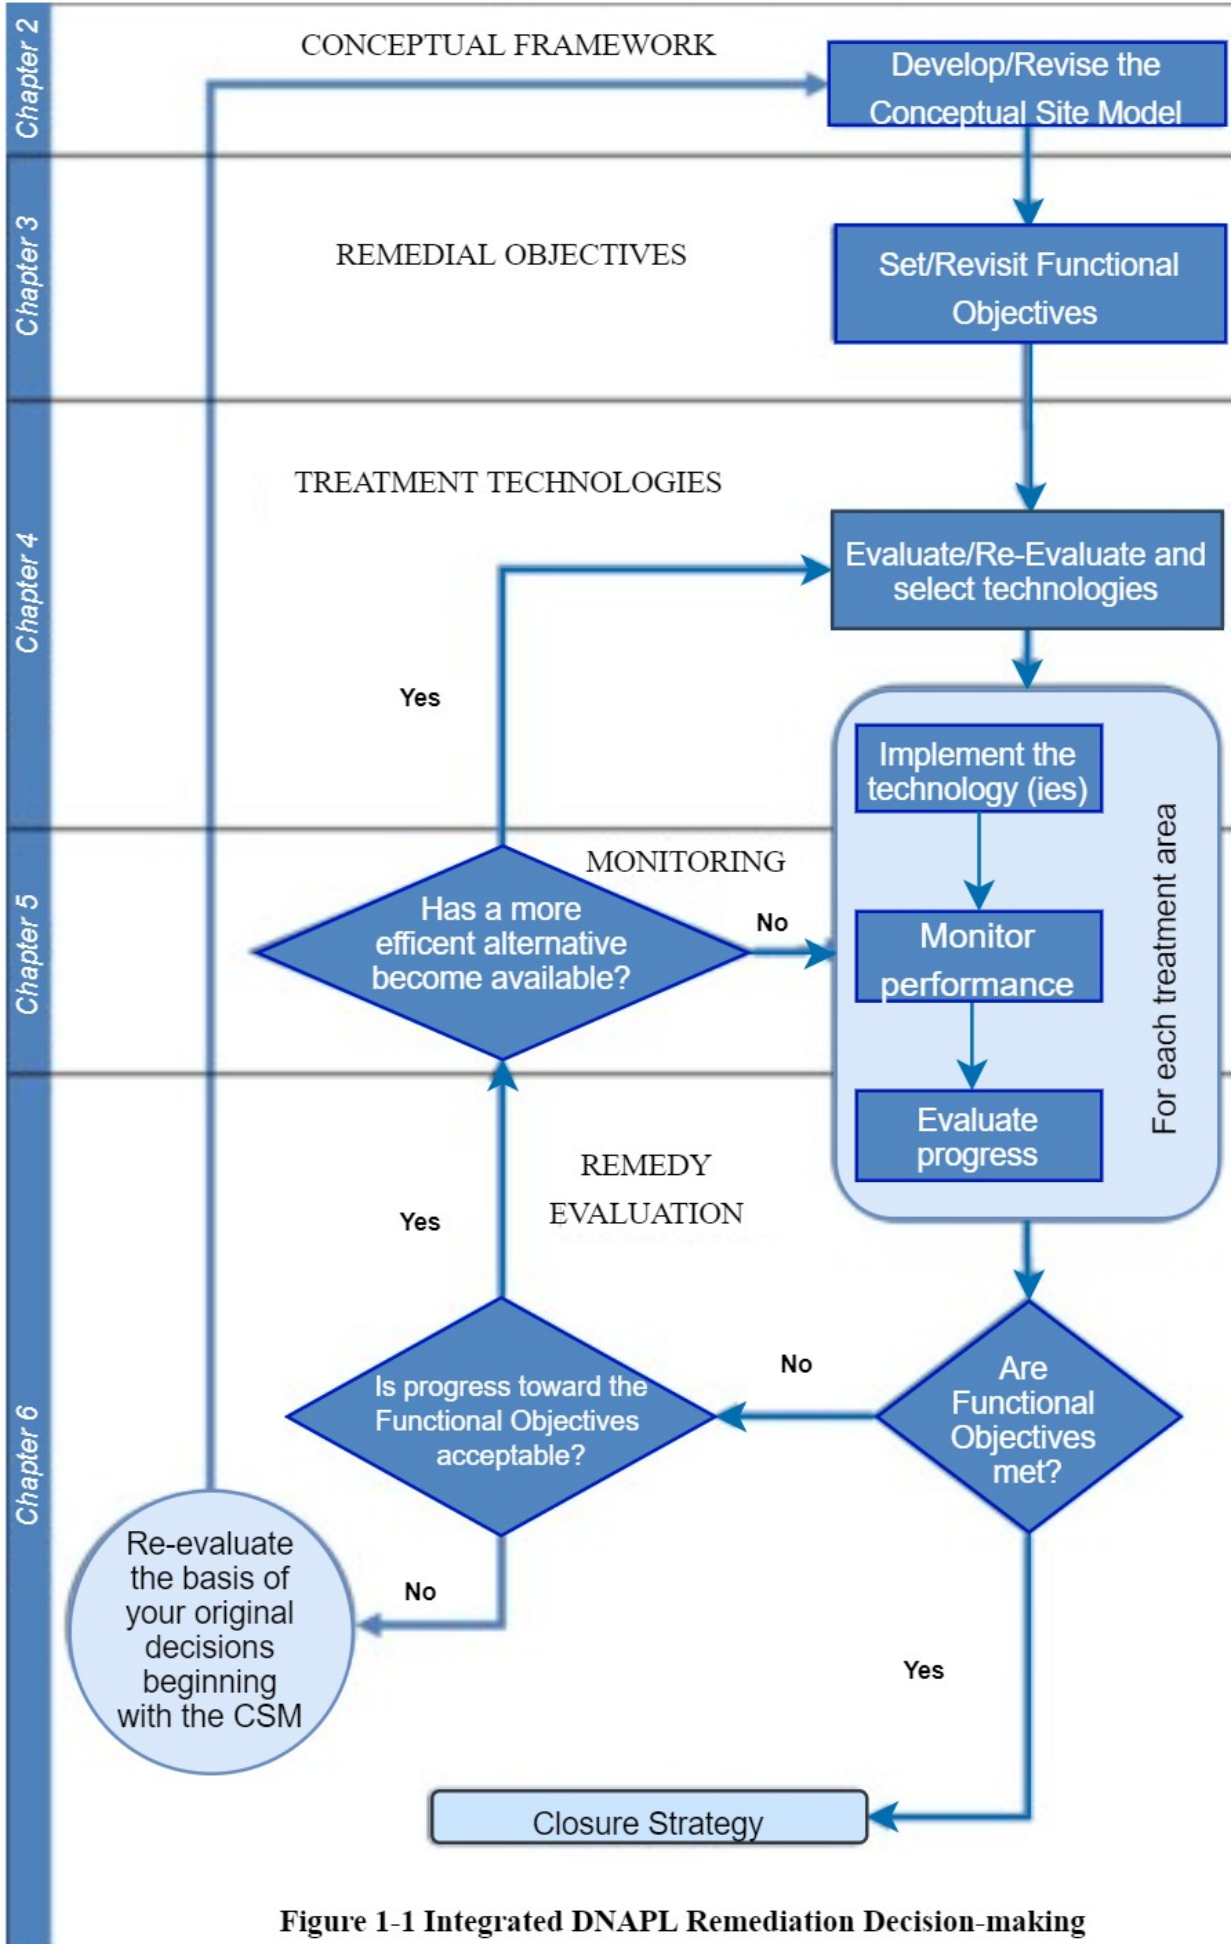 Chapter 2
CONCEPTUAL FRAMEWORK
Develop/Revise the
Conceptual Site Model
Chapter 3
REMEDIAL OBJECTIVES
Set/Revisit Functional
Objectives
Chapter 4
TREATMENT TECHNOLOGIES
Evaluate/Re-Evaluate and
select technologies
Yes
Implement the
technology (ies)
For each treatment area
Chapter 5
MONITORING
Has a more
efficent alternative
become available?
No
Monitor
performance
Evaluate
progress
Chapter 6
REMEDY
EVALUATION
Yes
Are
Functional
Objectives
met?
No
Is progress toward the
Functional Objectives
acceptable?
No
Re-evaluate
the basis of
your original
decisions
beginning
with the CSM
Yes
Closure Strategy
Figure 1-1 Integrated DNAPL Remediation Decision-making